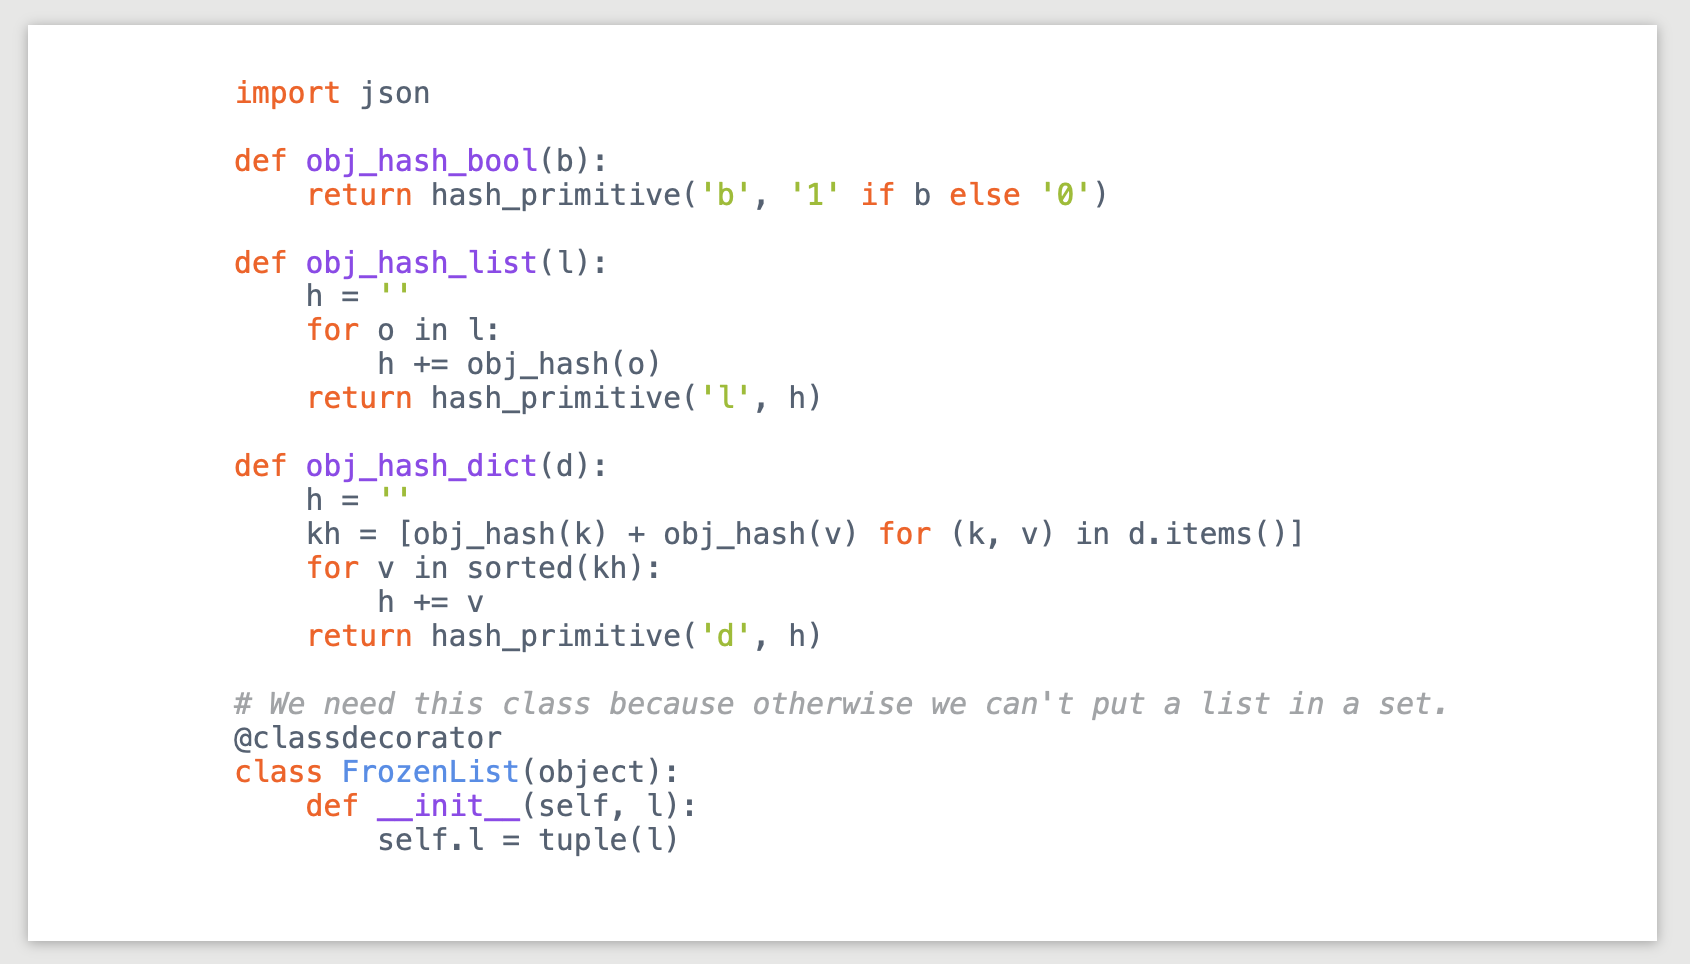 import json

def obj_hash_bool(b):
    return hash_primitive('b', '1' if b else '0')

def obj_hash_list(l):
    h = ''
    for o in l:
        h += obj_hash(o)
    return hash_primitive('l', h)

def obj_hash_dict(d):
    h = ''
    kh = [obj_hash(k) + obj_hash(v) for (k, v) in d.items()]
    for v in sorted(kh):
        h += v
    return hash_primitive('d', h)

# We need this class because otherwise we can't put a list in a set.
@classdecorator
class FrozenList(object):
    def __init__(self, l):
        self.l = tuple(l)